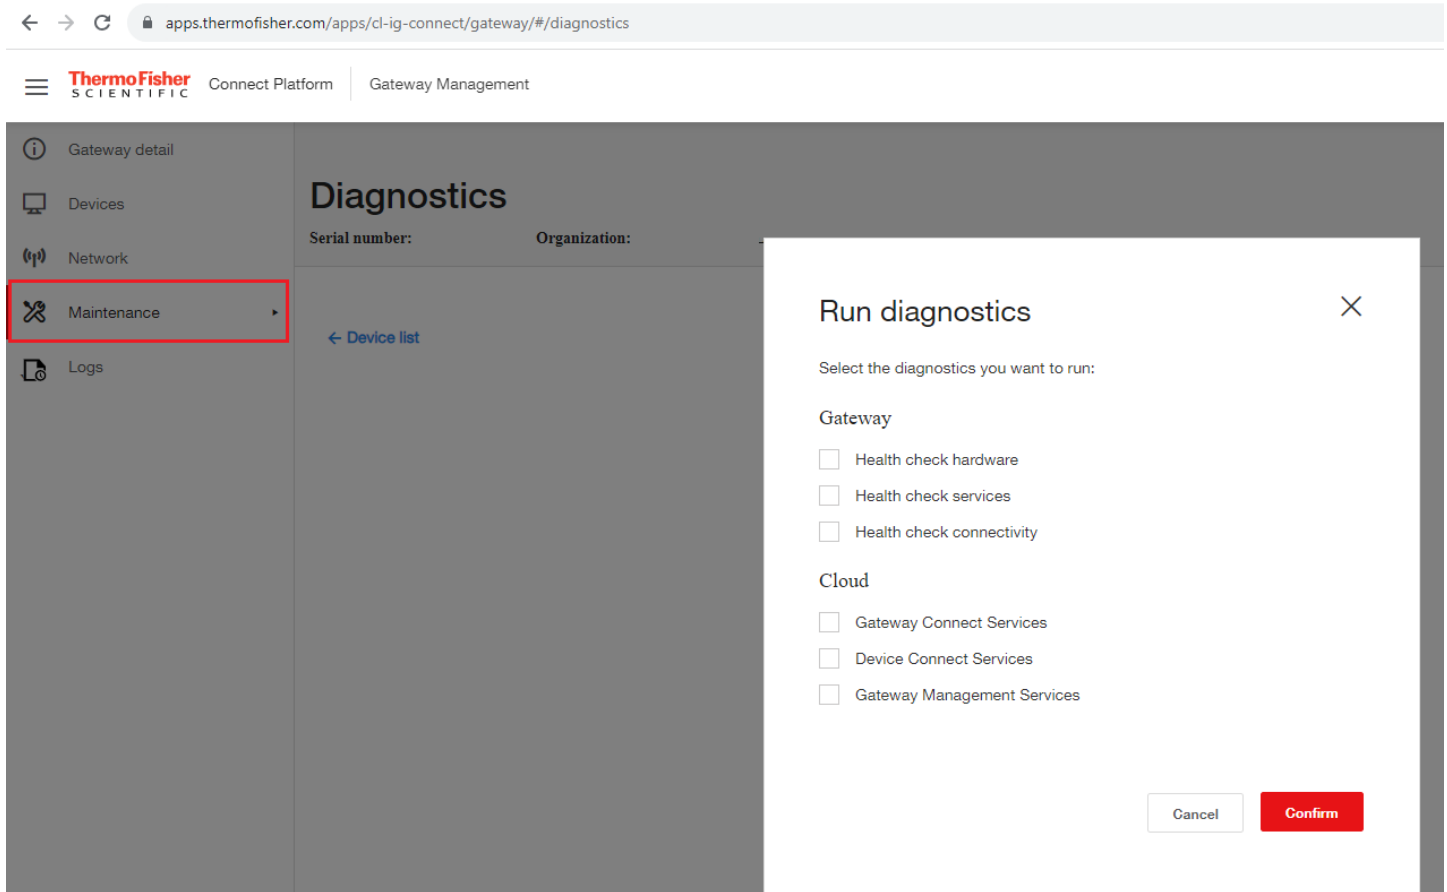 apps.thermofisher.com/apps/cl-ig-connect/gateway/#/diagnostics
ThermoFisher
SCIENTIFIC
Connect Platform
Gateway Management
Gateway detail
Devices
Network
Maintenance
Logs
Diagnostics
Serial number:
Organization:
← Device list
Run diagnostics
Select the diagnostics you want to run:
Gateway
Health check hardware
Health check services
Health check connectivity
Cloud
Gateway Connect Services
Device Connect Services
Gateway Management Services
Cancel
Confirm